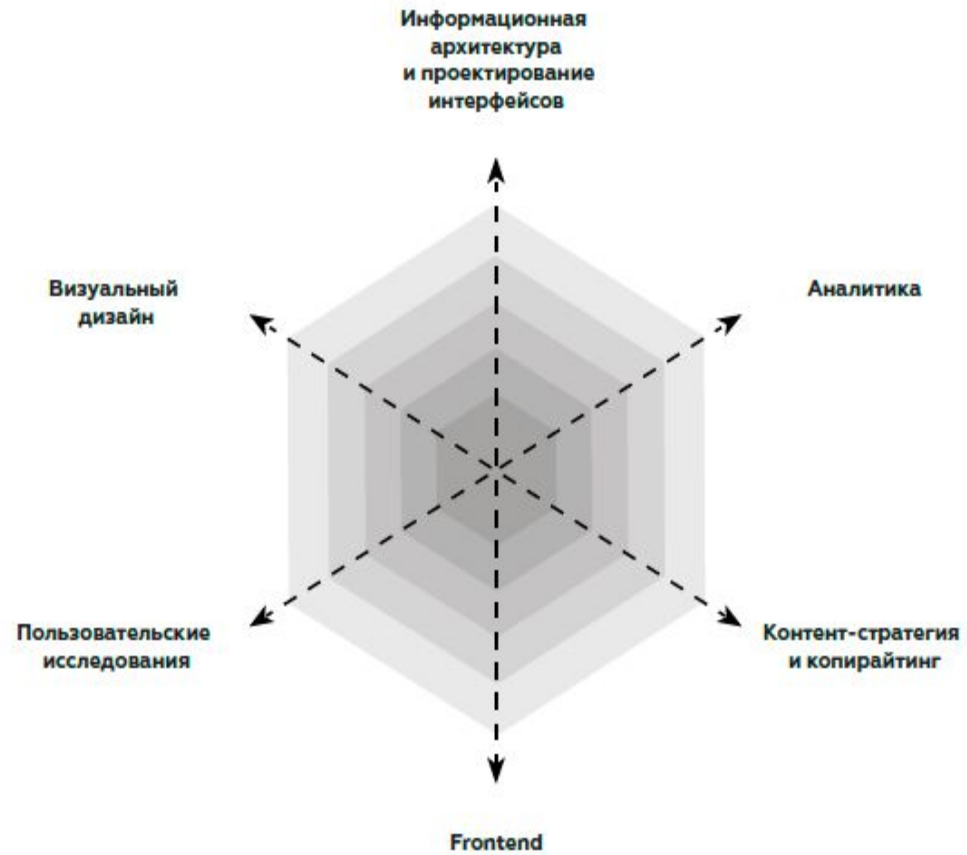 Информационная
архитектура
и проектирование
интерфейсов
Визуальный
дизайн
Аналитика
Пользовательские
исследования
Контент-стратегия
и копирайтинг
Frontend